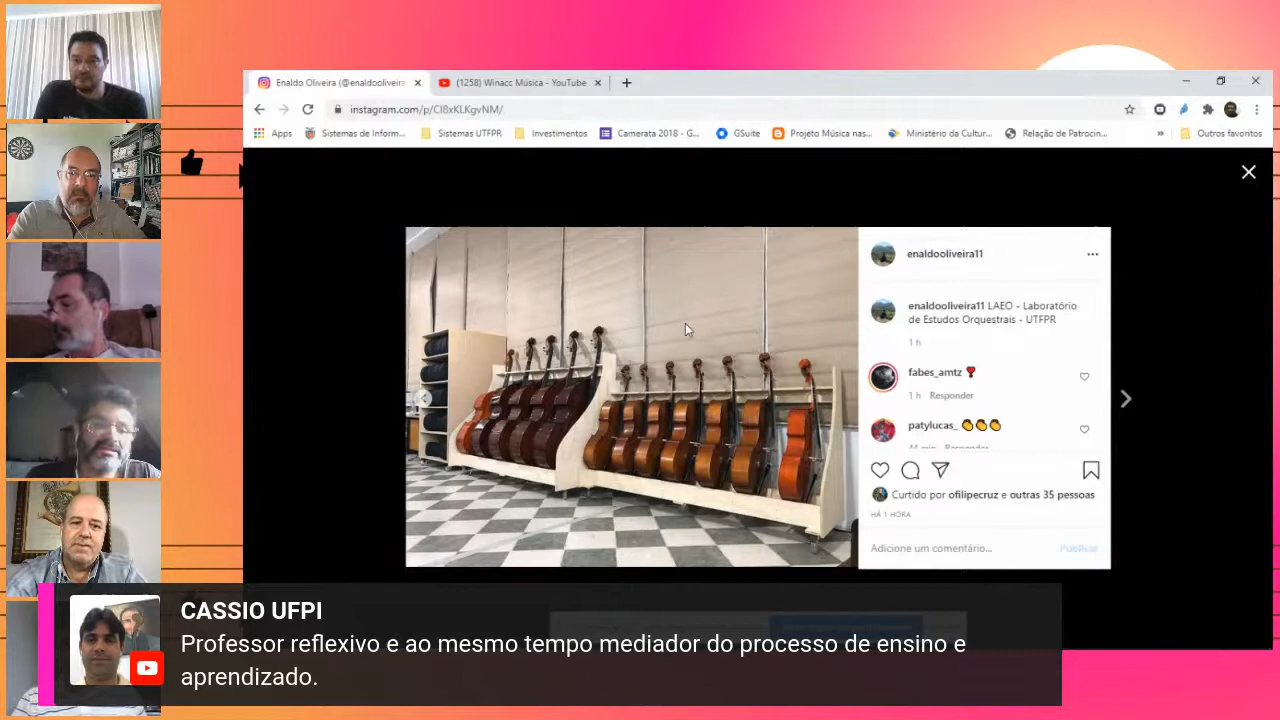 Enaldo Oliveira (@enaldooliveira
(1258) Winacc Música - YouTube
instagram.com/p/CI8xKLKgvNM/
Apps
Sistemas de Inform...
Sistemas UTFPR
Investimentos
Camerata 2018 - G...
GSuite
Projeto Música nas...
Ministério da Cultur...
Relação de Patrocin...
»
Outros favoritos
enaldooliveira11
enaldooliveira11 LAEO - Laboratório
de Estudos Orquestrais - UTFPR
1 h
fabes_amtz ❣
1 h Responder
patylucas_ 👏👏👏
44 min Responder
Curtido por ofilipecruz e outras 35 pessoas
HÁ 1 HORA
Adicione um comentário...
Publicar
CASSIO UFPI
Professor reflexivo e ao mesmo tempo mediador do processo de ensino e
aprendizado.